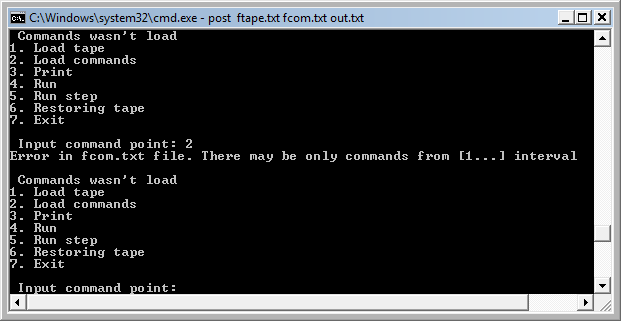 C:\Windows\system32\cmd.exe - post  ftape.txt fcom.txt out.txt
Commands wasn't load
1. Load tape
2. Load commands
3. Print
4. Run
5. Run step
6. Restoring tape
7. Exit
Input command point: 2
Error in fcom.txt file. There may be only commands from [1...] interval
Commands wasn't load
1. Load tape
2. Load commands
3. Print
4. Run
5. Run step
6. Restoring tape
7. Exit
Input command point: